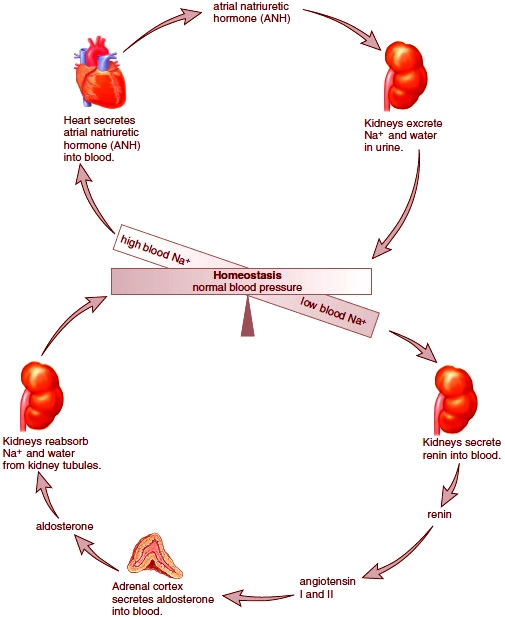 atrial natriuretic
hormone (ANH)
Heart secretes
atrial natriuretic
hormone (ANH)
into blood.
Kidneys excrete
Na⁺ and water
in urine.
high blood Na⁺
Homeostasis
normal blood pressure
low blood Na⁺
Kidneys secrete
renin into blood.
renin
angiotensin
I and II
Adrenal cortex
secretes aldosterone
into blood.
aldosterone
Kidneys reabsorb
Na⁺ and water
from kidney tubules.